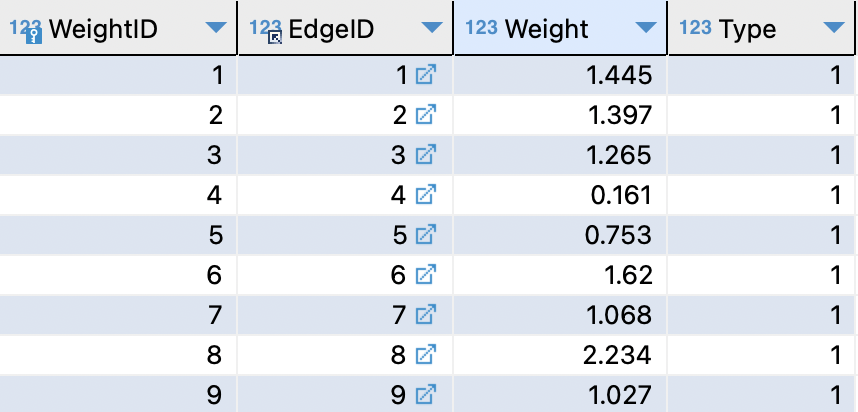 123 WeightID 123 EdgeID 123 Weight 123 Type
1 1 1.445 1
2 2 1.397 1
3 3 1.265 1
4 4 0.161 1
5 5 0.753 1
6 6 1.62 1
7 7 1.068 1
8 8 2.234 1
9 9 1.027 1